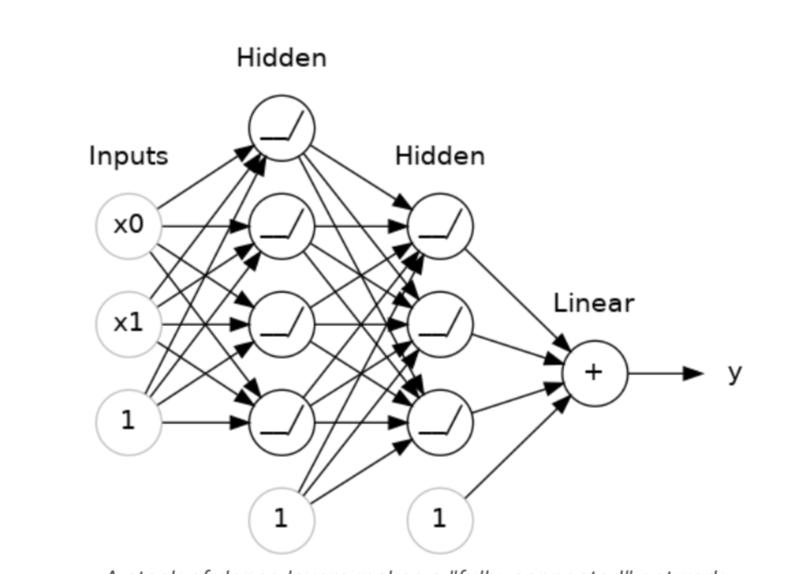 Hidden
Inputs
Hidden
x0
x1
Linear
+
y
1
1
1